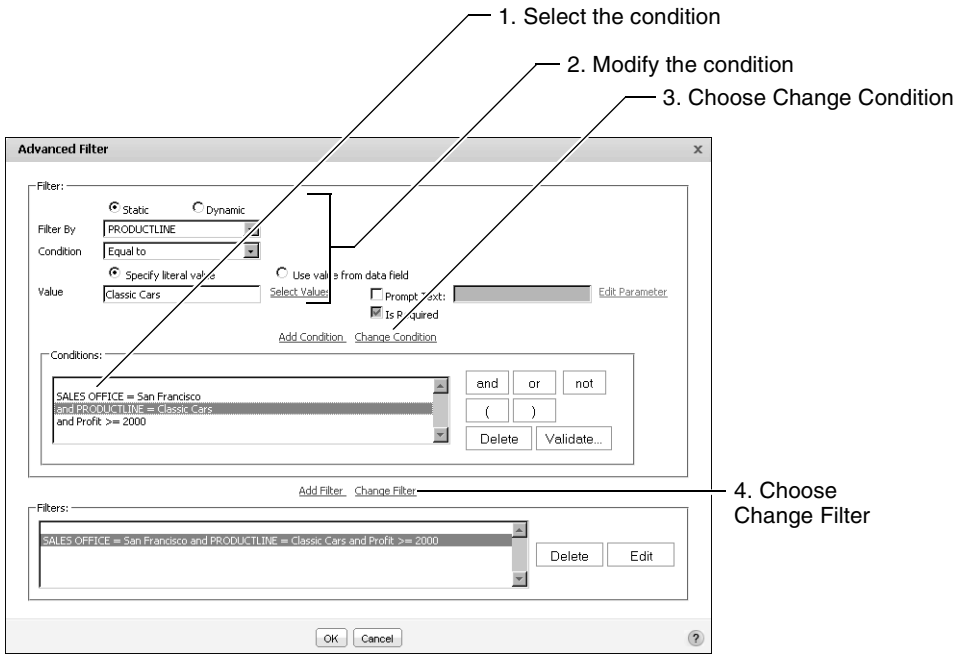 1. Select the condition
2. Modify the condition
3. Choose Change Condition
Advanced Filter x
Filter:
Static Dynamic
Filter By PRODUCTLINE
Condition Equal to
Specify literal value Use value from data field
Value Classic Cars Select Values Prompt Text: Edit Parameter
Is Required
Add Condition Change Condition
Conditions:
SALES OFFICE = San Francisco
and PRODUCTLINE = Classic Cars
and Profit >= 2000
and or not
( )
Delete Validate...
Add Filter Change Filter
4. Choose
Change Filter
Filters:
SALES OFFICE = San Francisco and PRODUCTLINE = Classic Cars and Profit >= 2000
Delete Edit
OK Cancel ?